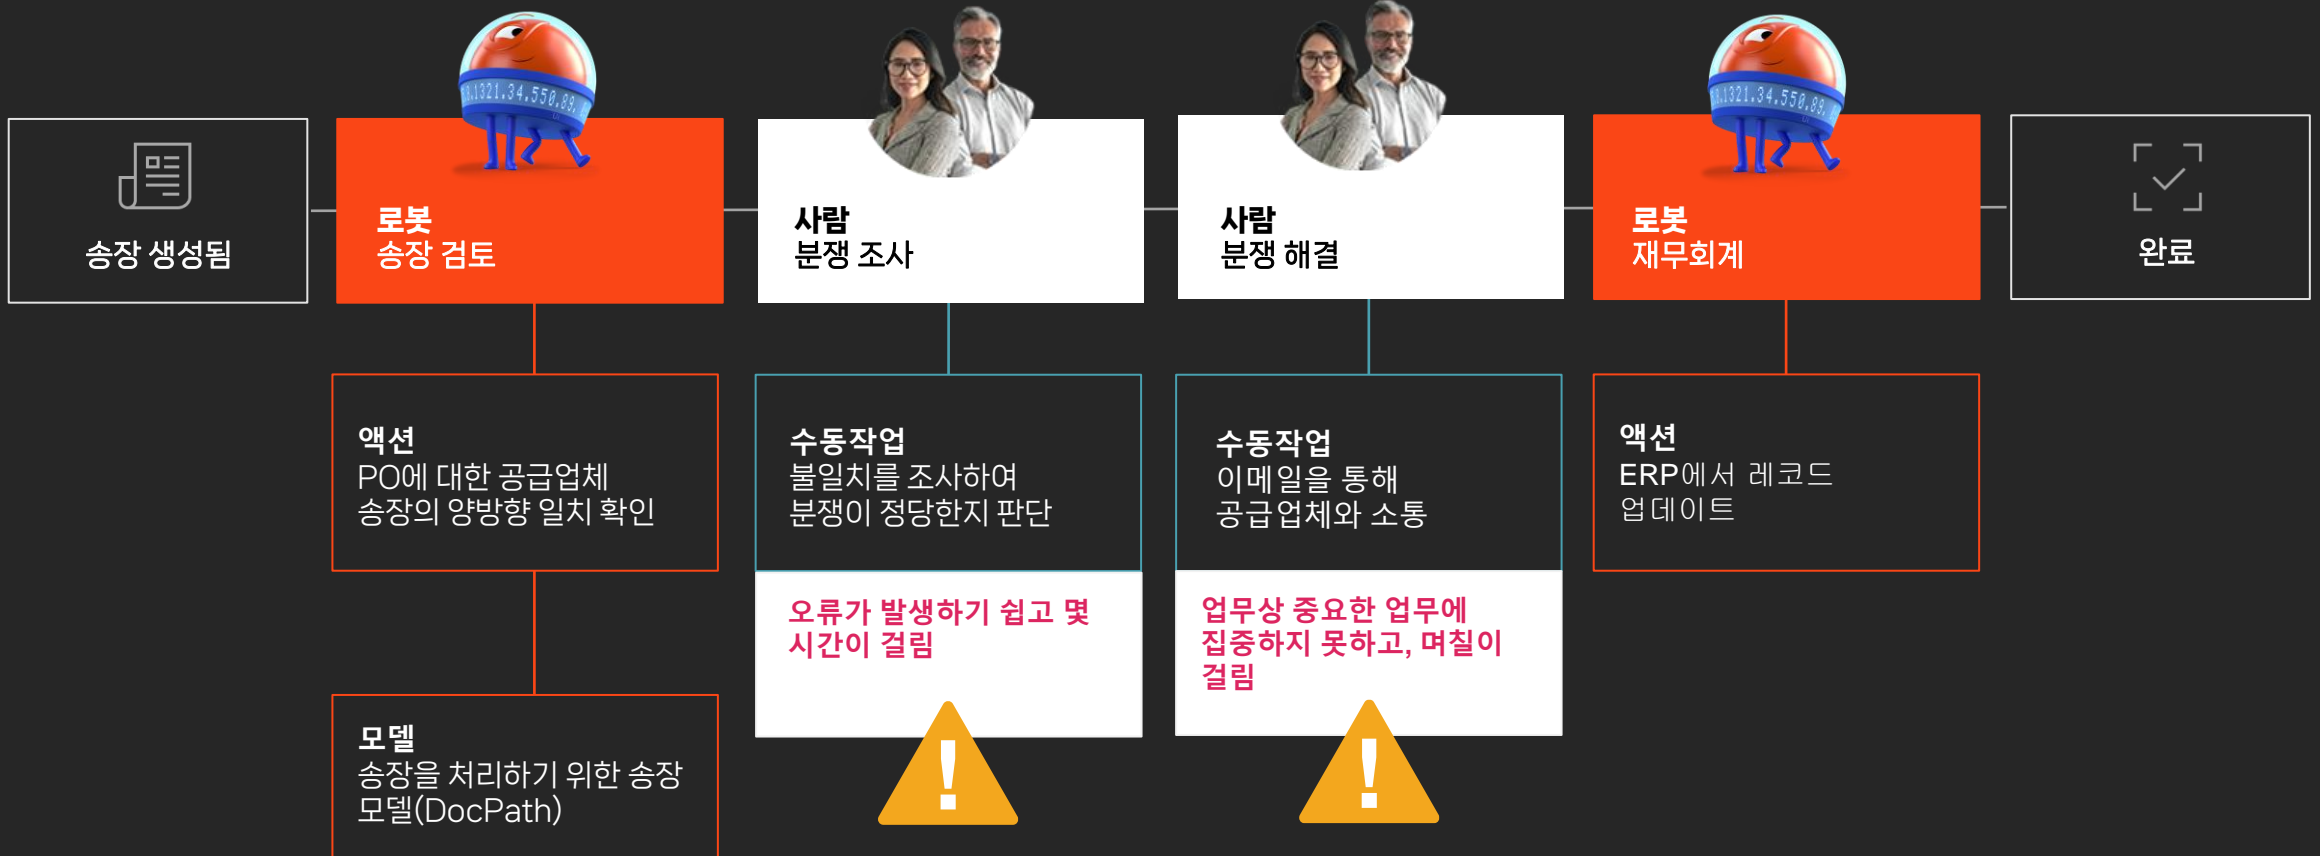 송장 생성됨
로봇
송장 검토
사람
분쟁 조사
사람
분쟁 해결
로봇
재무회계
완료
액션
PO에 대한 공급업체
송장의 양방향 일치 확인
수동작업
불일치를 조사하여
분쟁이 정당한지 판단
수동작업
이메일을 통해
공급업체와 소통
액션
ERP에서 레코드
업데이트
오류가 발생하기 쉽고 몇
시간이 걸림
업무상 중요한 업무에
집중하지 못하고, 며칠이
걸림
모델
송장을 처리하기 위한 송장
모델(DocPath)